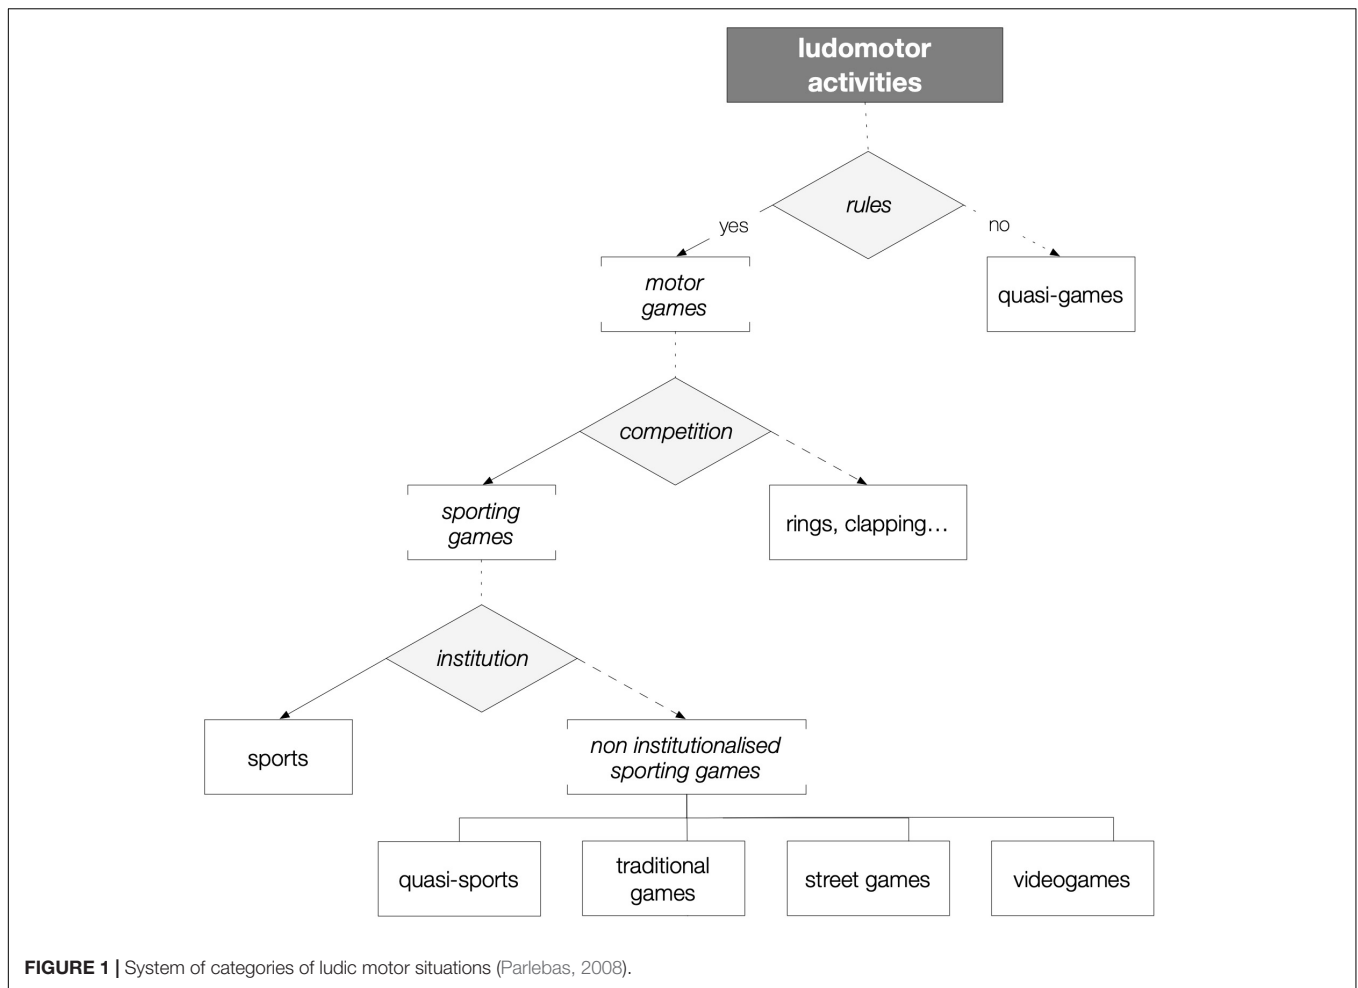 ludomotor
activities
rules
yes
no
motor
games
quasi-games
competition
sporting
games
rings, clapping…
institution
sports
non institutionalised
sporting games
quasi-sports
traditional
games
street games
videogames
FIGURE 1 | System of categories of ludic motor situations (Parlebas, 2008).